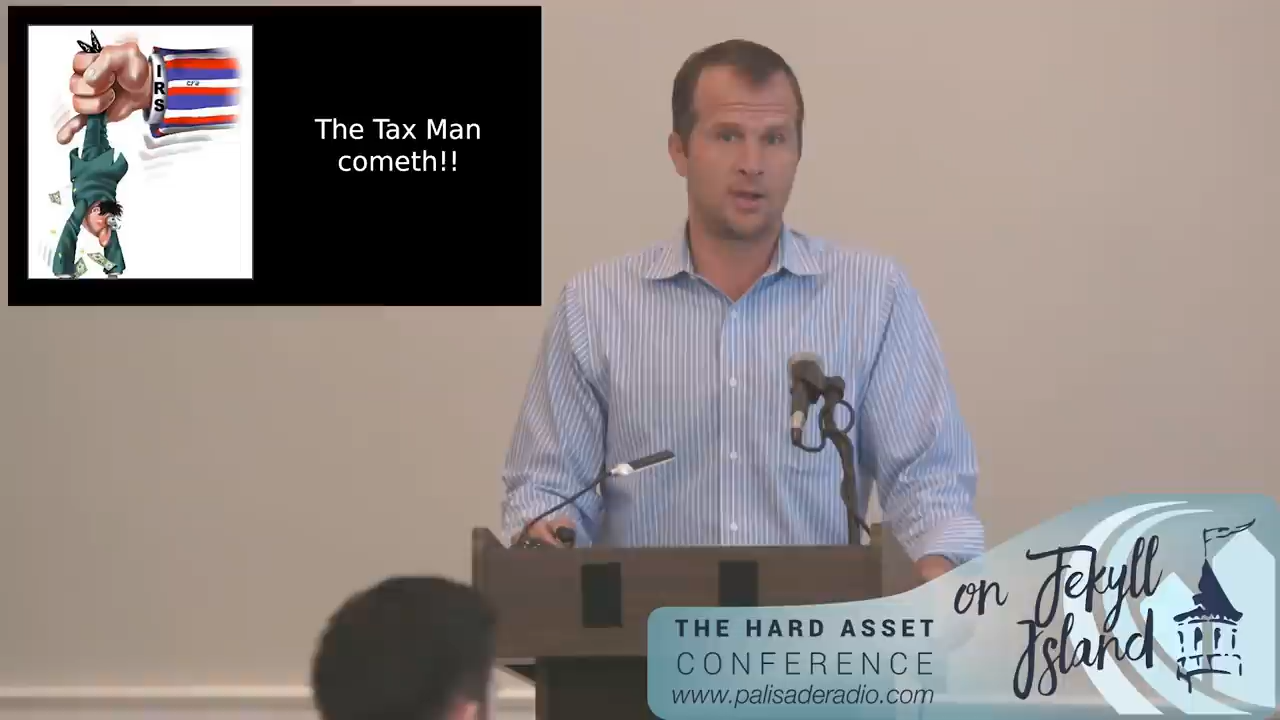 IRS
The Tax Man
cometh!!
on Jekyll
Island
THE HARD ASSET
CONFERENCE
www.palisaderadio.com